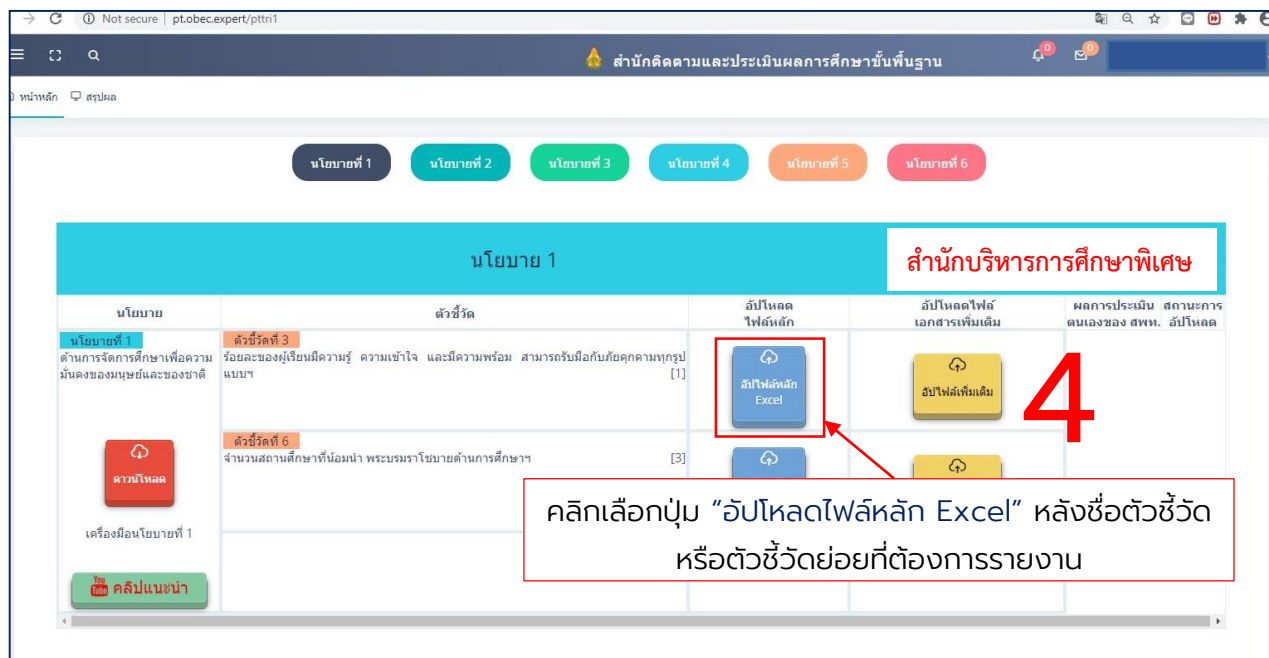 Not secure | pt.obec.expert/pttri1
สำนักติดตามและประเมินผลการศึกษาขั้นพื้นฐาน
0
0
หน้าหลัก สรุปผล
นโยบายที่ 1
นโยบายที่ 2
นโยบายที่ 3
นโยบายที่ 4
นโยบายที่ 5
นโยบายที่ 6
นโยบาย 1
สำนักบริหารการศึกษาพิเศษ
นโยบาย
ตัวชี้วัด
อัปโหลด
ไฟล์หลัก
อัปโหลดไฟล์
เอกสารเพิ่มเติม
ผลการประเมิน
ตนเองของ สพท.
สถานะการ
อัปโหลด
นโยบายที่ 1
ด้านการจัดการศึกษาเพื่อความ
มั่นคงของมนุษย์และของชาติ
ตัวชี้วัดที่ 3
ร้อยละของผู้เรียนมีความรู้ ความเข้าใจ และมีความพร้อม สามารถรับมือกับภัยคุกคามทุกรูป
แบบฯ [1]
อัปไฟล์หลัก
Excel
อัปไฟล์เพิ่มเติม
4
ดาวน์โหลด
เครื่องมือนโยบายที่ 1
You
Tube คลิปแนะนำ
ตัวชี้วัดที่ 6
จำนวนสถานศึกษาที่น้อมนำ พระบรมราโชบายด้านการศึกษาฯ [3]
คลิกเลือกปุ่ม “อัปโหลดไฟล์หลัก Excel” หลังชื่อตัวชี้วัด
หรือตัวชี้วัดย่อยที่ต้องการรายงาน